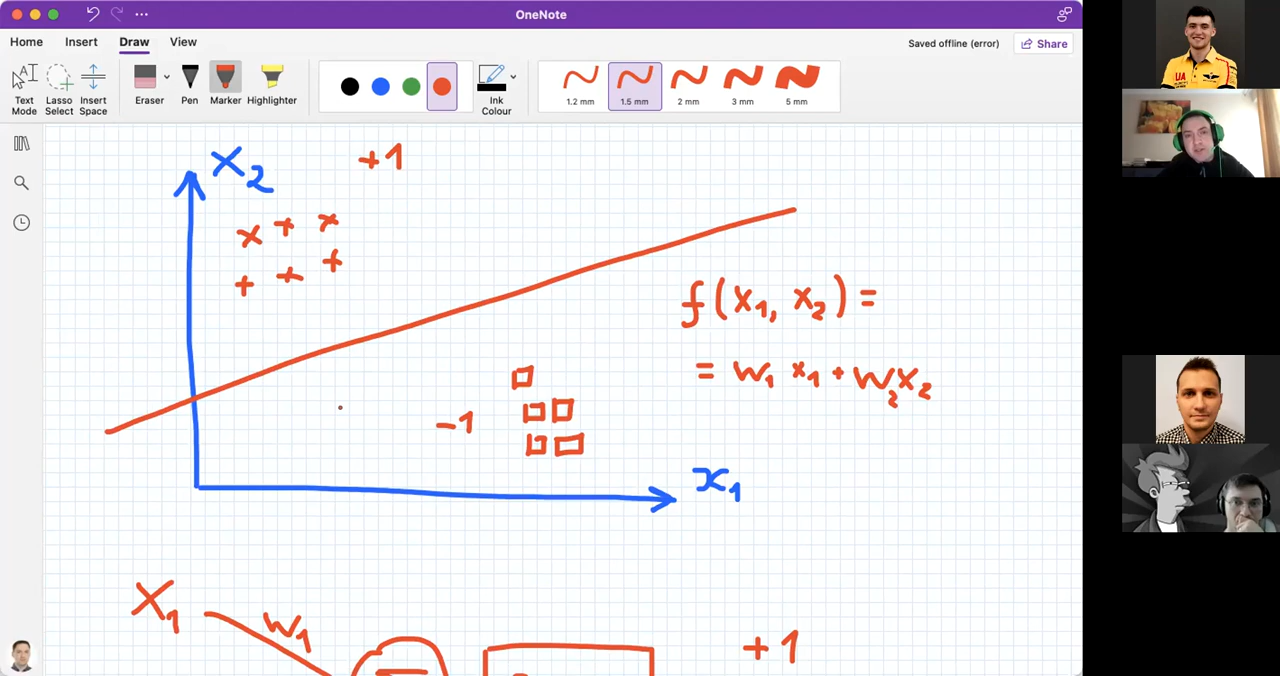 OneNote
Home Insert Draw View
Saved offline (error) Share
Text Mode
Lasso Select
Insert Space
Eraser
Pen
Marker
Highlighter
Ink Colour
1.2 mm
1.5 mm
2 mm
3 mm
5 mm
X₂
+1
f(x₁, x₂) =
= w₁ x₁ + w₂x₂
-1
x₁
X₁
w₁
+1
UA